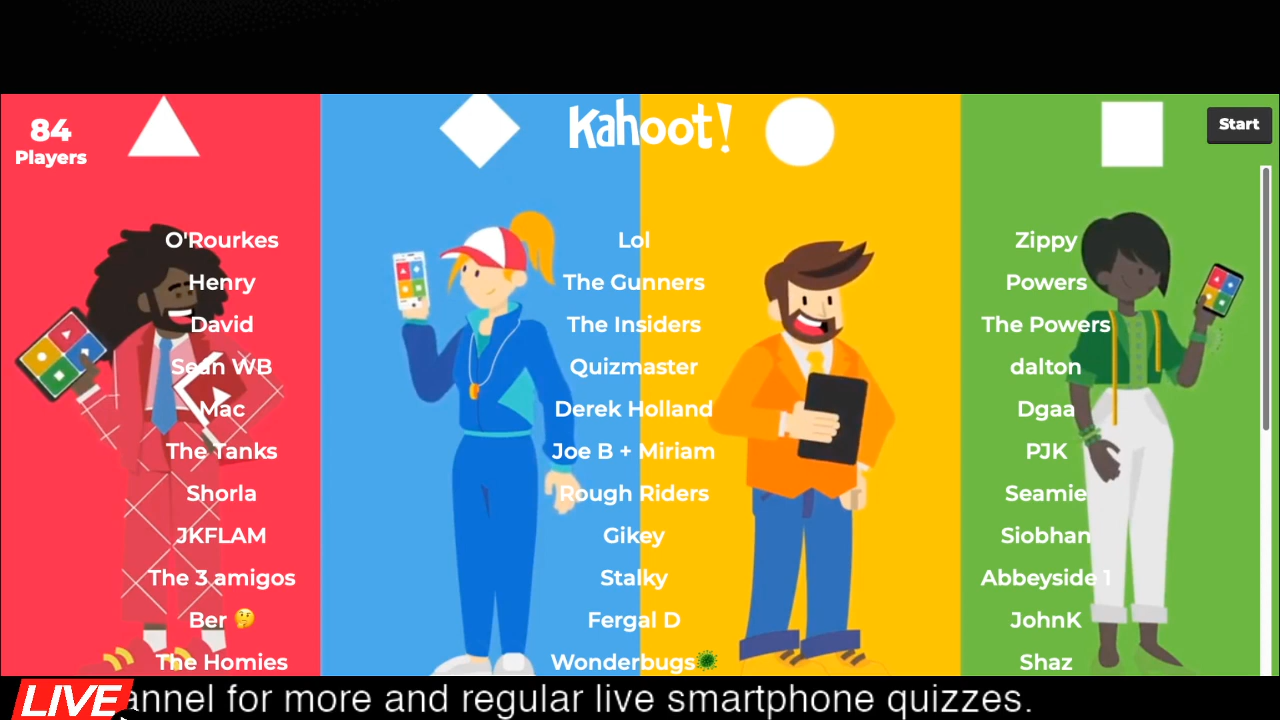 84
Players
Kahoot!
Start
O'Rourkes
Lol
Zippy
Henry
The Gunners
Powers
David
The Insiders
The Powers
Seán WB
Quizmaster
dalton
Mac
Derek Holland
Dgaa
The Tanks
Joe B + Miriam
PJK
Shorla
Rough Riders
Seamie
JKFLAM
Gikey
Siobhan
The 3 amigos
Stalky
Abbeyside 1
Ber 🤔
Fergal D
JohnK
The Homies
Wonderbugs🦠
Shaz
LIVE
annel for more and regular live smartphone quizzes.